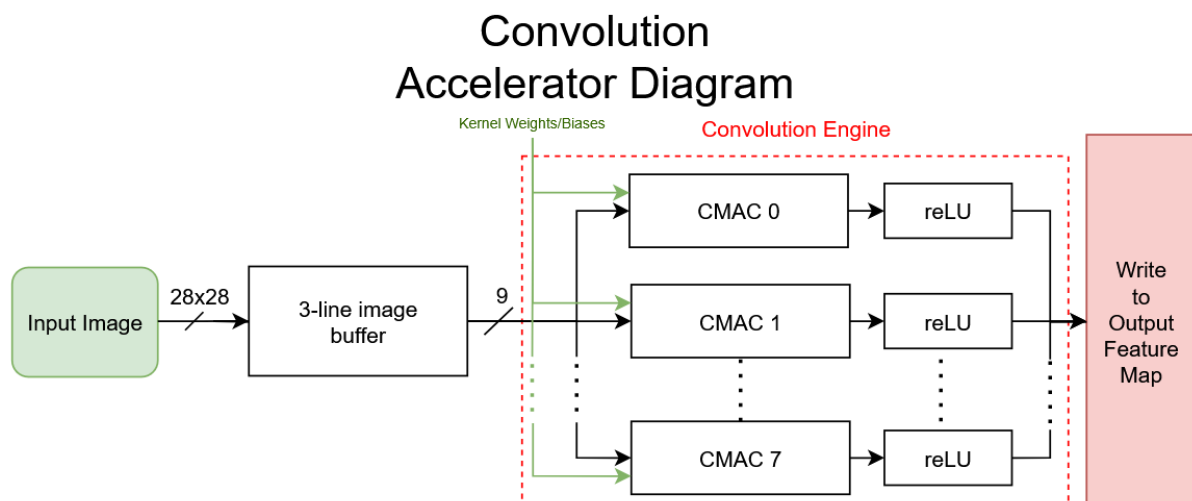 Convolution
Accelerator Diagram
Kernel Weights/Biases
Convolution Engine
CMAC 0
reLU
Input Image
28x28
3-line image
buffer
9
CMAC 1
reLU
CMAC 7
reLU
Write
to
Output
Feature
Map